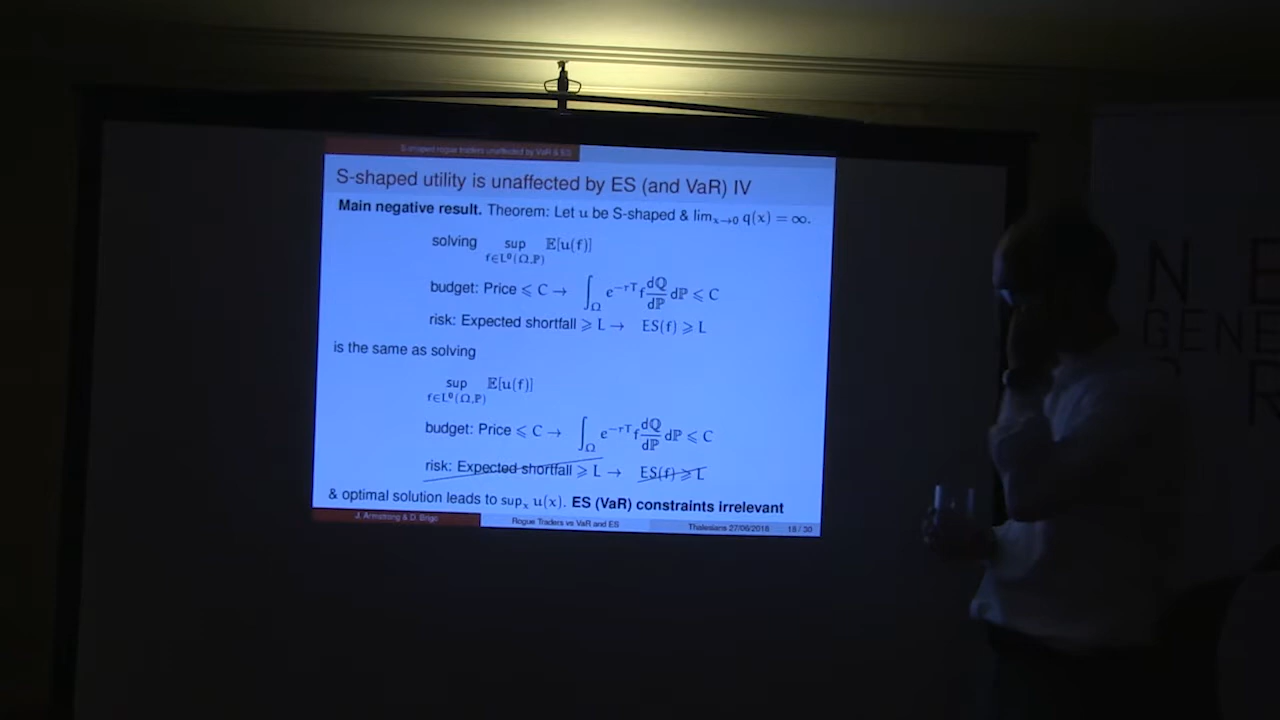 S-shaped rogue traders unaffected by VaR & ES
S-shaped utility is unaffected by ES (and VaR) IV
Main negative result. Theorem: Let u be S-shaped & lim_{x→0} q(x) = ∞.
solving sup_{f∈L⁰(Ω,ℙ)} 𝔼[u(f)]
budget: Price ⩽ C → ∫_Ω e^{−rT} f dℚ/dℙ dℙ ⩽ C
risk: Expected shortfall ⩾ L → ES(f) ⩾ L
is the same as solving
sup_{f∈L⁰(Ω,ℙ)} 𝔼[u(f)]
budget: Price ⩽ C → ∫_Ω e^{−rT} f dℚ/dℙ dℙ ⩽ C
risk: Expected shortfall ⩾ L → ES(f) ⩾ L
& optimal solution leads to sup_x u(x). ES (VaR) constraints irrelevant
J. Armstrong & D. Brigo Rogue Traders vs VaR and ES Thalesians 27/06/2018 18 / 30
N E
GENE
R